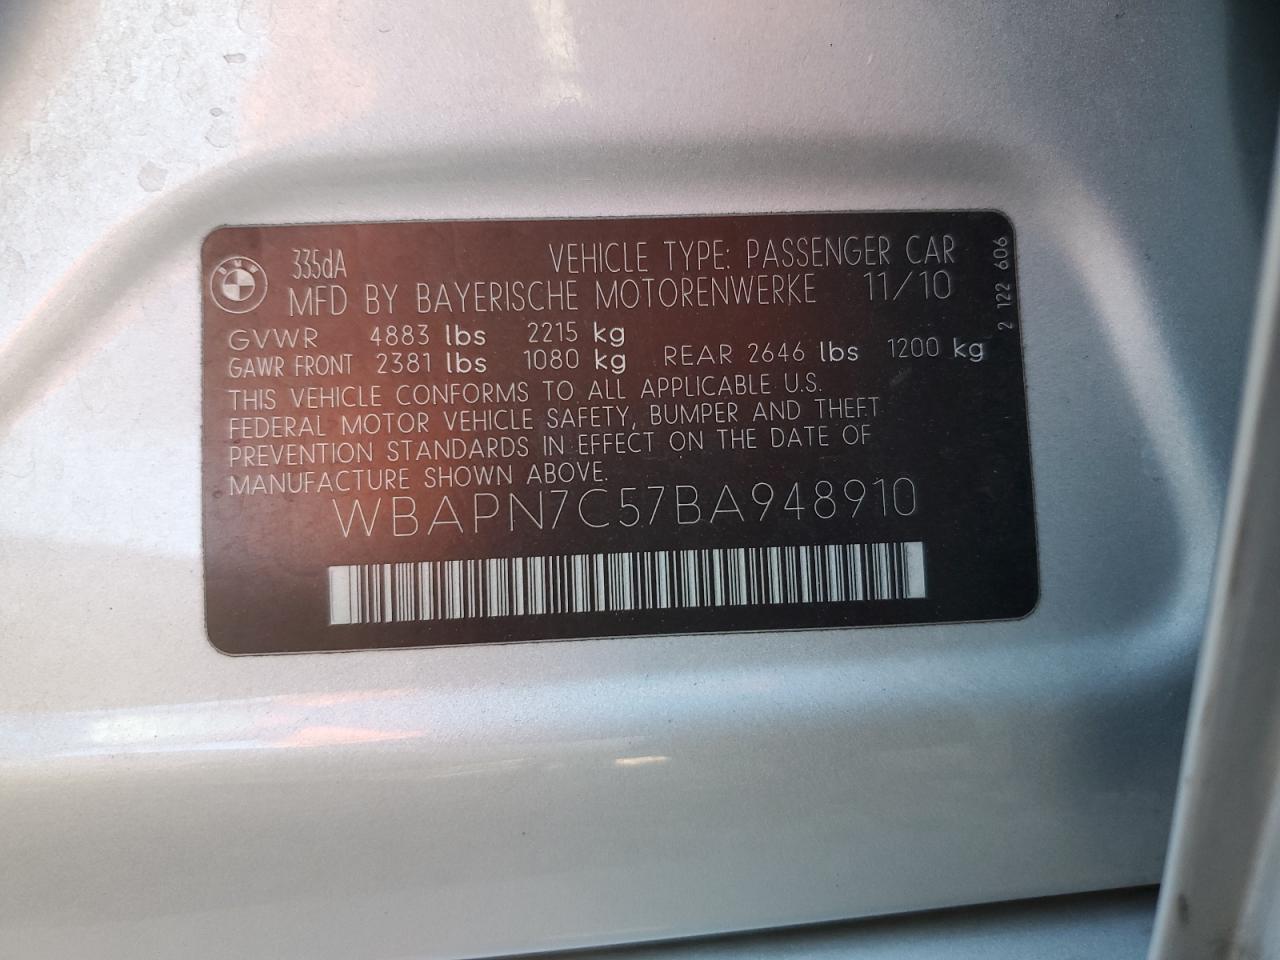 BMW
335dA VEHICLE TYPE: PASSENGER CAR
MFD BY BAYERISCHE MOTORENWERKE 11/10
GVWR 4883 lbs 2215 kg
GAWR FRONT 2381 lbs 1080 kg REAR 2646 lbs 1200 kg
THIS VEHICLE CONFORMS TO ALL APPLICABLE U.S.
FEDERAL MOTOR VEHICLE SAFETY, BUMPER AND THEFT
PREVENTION STANDARDS IN EFFECT ON THE DATE OF
MANUFACTURE SHOWN ABOVE.
WBAPN7C57BA948910
2 122 606